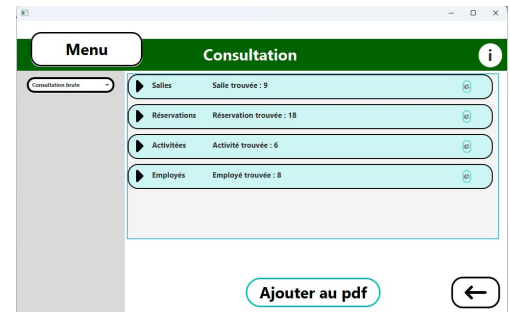 Menu
Consultation
i
Consultation brute
Salles Salle trouvée : 9
Réservations Réservation trouvée : 18
Activitées Activité trouvée : 6
Employés Employé trouvée : 8
Ajouter au pdf